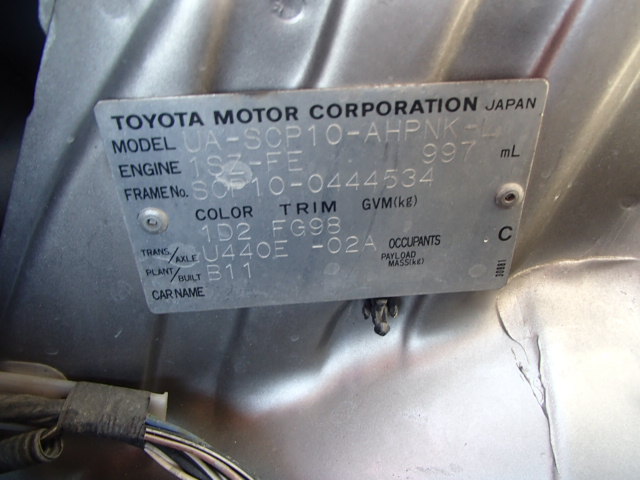 TOYOTA MOTOR CORPORATION JAPAN
MODEL UA-SCP10-AHPNK-L
ENGINE 1SZ-FE 997 mL
FRAME No. SCP10-0444534
COLOR TRIM GVM(kg)
1D2 FG98 C
TRANS./AXLE U440E -02A OCCUPANTS
PLANT/BUILT B11 PAYLOAD MASS(kg)
CAR NAME